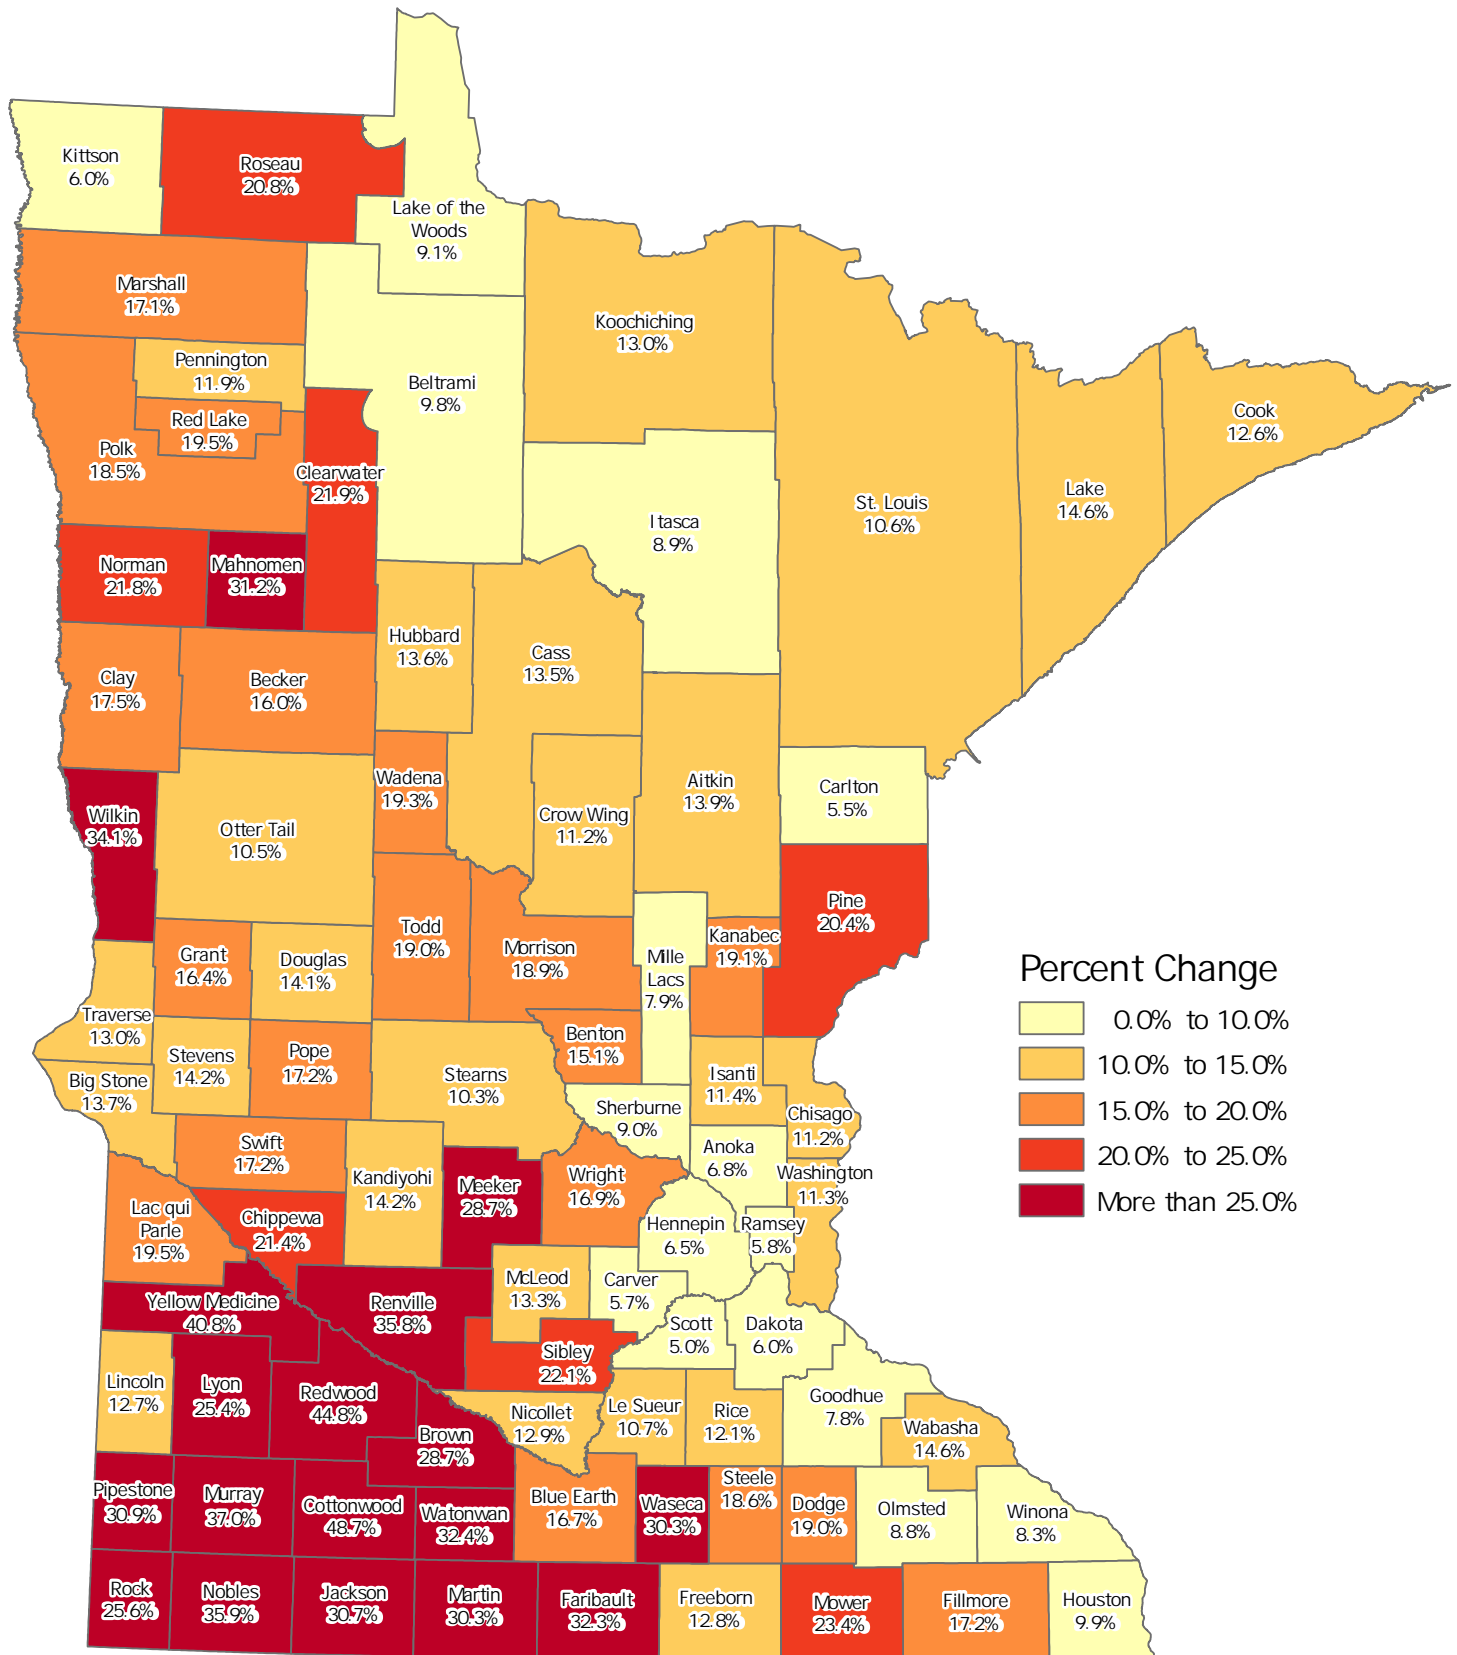 Kittson
6.0%
Roseau
20.8%
Lake of the
Woods
9.1%
Marshall
17.1%
Koochiching
13.0%
Pennington
11.9%
Beltrami
9.8%
Red Lake
19.5%
Cook
12.6%
Polk
18.5%
Clearwater
21.9%
Lake
14.6%
St. Louis
10.6%
Itasca
8.9%
Norman
21.8%
Mahnomen
31.2%
Hubbard
13.6%
Cass
13.5%
Clay
17.5%
Becker
16.0%
Wadena
19.3%
Aitkin
13.9%
Carlton
5.5%
Wilkin
34.1%
Otter Tail
10.5%
Crow Wing
11.2%
Pine
20.4%
Todd
19.0%
Kanabec
19.1%
Grant
16.4%
Douglas
14.1%
Morrison
18.9%
Mille
Lacs
7.9%
Percent Change
0.0% to 10.0%
10.0% to 15.0%
15.0% to 20.0%
20.0% to 25.0%
More than 25.0%
Traverse
13.0%
Stevens
14.2%
Pope
17.2%
Benton
15.1%
Big Stone
13.7%
Stearns
10.3%
Isanti
11.4%
Sherburne
9.0%
Chisago
11.2%
Swift
17.2%
Anoka
6.8%
Kandiyohi
14.2%
Meeker
28.7%
Wright
16.9%
Washington
11.3%
Lac qui
Parle
19.5%
Chippewa
21.4%
Hennepin
6.5%
Ramsey
5.8%
Yellow Medicine
40.8%
Renville
35.8%
McLeod
13.3%
Carver
5.7%
Scott
5.0%
Dakota
6.0%
Sibley
22.1%
Lincoln
12.7%
Lyon
25.4%
Redwood
44.8%
Nicollet
12.9%
Le Sueur
10.7%
Rice
12.1%
Goodhue
7.8%
Wabasha
14.6%
Brown
28.7%
Pipestone
30.9%
Murray
37.0%
Cottonwood
48.7%
Watonwan
32.4%
Blue Earth
16.7%
Waseca
30.3%
Steele
18.6%
Dodge
19.0%
Olmsted
8.8%
Winona
8.3%
Rock
25.6%
Nobles
35.9%
Jackson
30.7%
Martin
30.3%
Faribault
32.3%
Freeborn
12.8%
Mower
23.4%
Fillmore
17.2%
Houston
9.9%